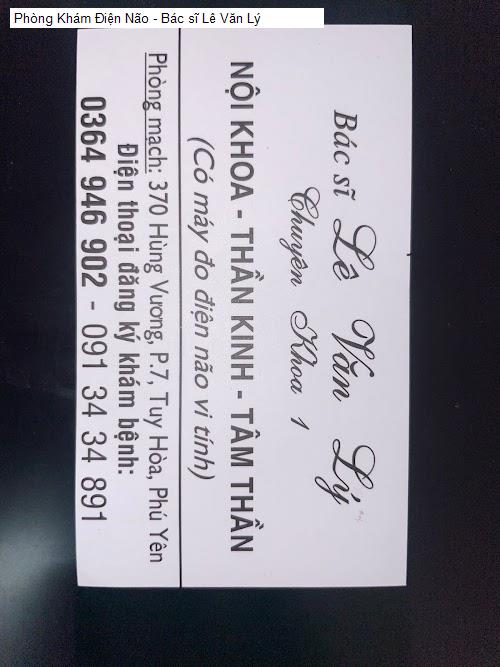 Phòng Khám Điện Não - Bác sĩ Lê Văn Lý
Bác sĩ Lê Văn Lý
Chuyên Khoa 1
NỘI KHOA - THẦN KINH - TÂM THẦN
(Có máy đo điện não vi tính)
Phòng mạch: 370 Hùng Vương, P.7, Tuy Hòa, Phú Yên
Điện thoại đăng ký khám bệnh:
0364 946 902 - 091 34 34 891